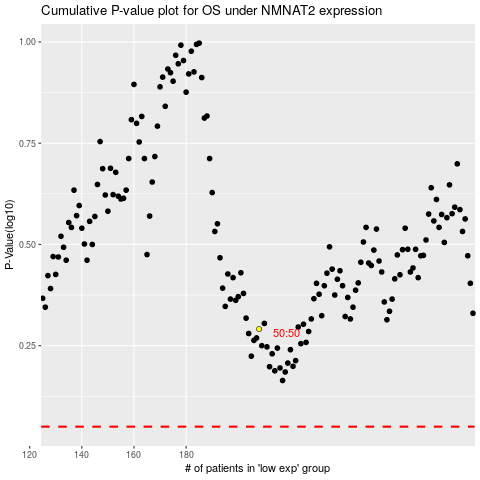 Cumulative P-value plot for OS under NMNAT2 expression
1.00
0.75
0.50
0.25
P-Value(log10)
50:50
120 140 160 180
# of patients in 'low exp' group